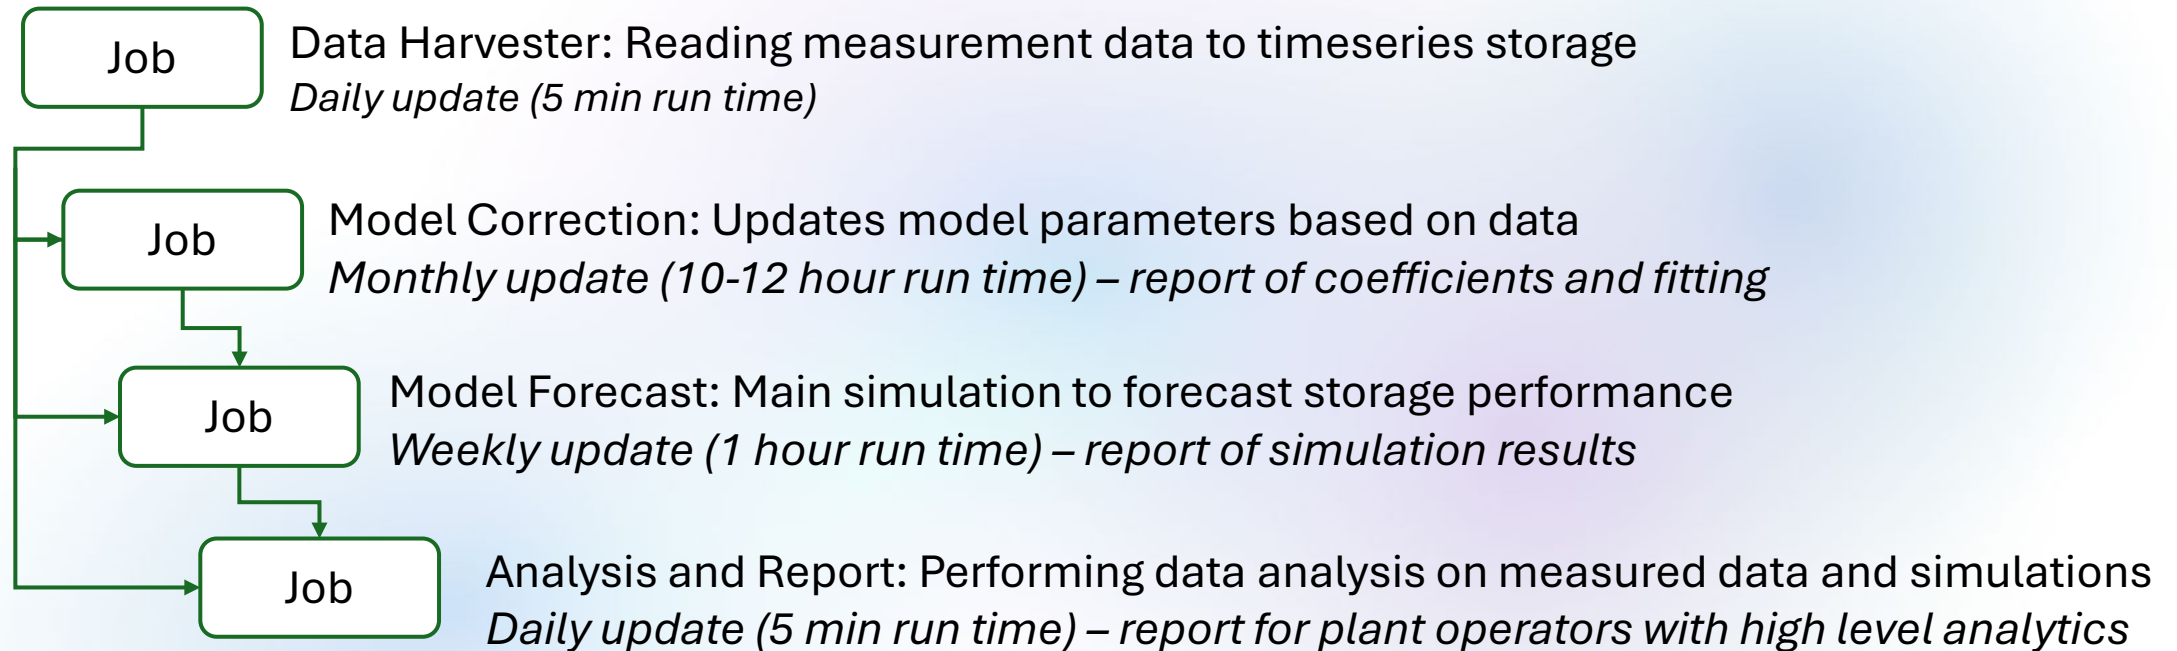 Job
Data Harvester: Reading measurement data to timeseries storage
Daily update (5 min run time)
Job
Model Correction: Updates model parameters based on data
Monthly update (10-12 hour run time) – report of coefficients and fitting
Job
Model Forecast: Main simulation to forecast storage performance
Weekly update (1 hour run time) – report of simulation results
Job
Analysis and Report: Performing data analysis on measured data and simulations
Daily update (5 min run time) – report for plant operators with high level analytics